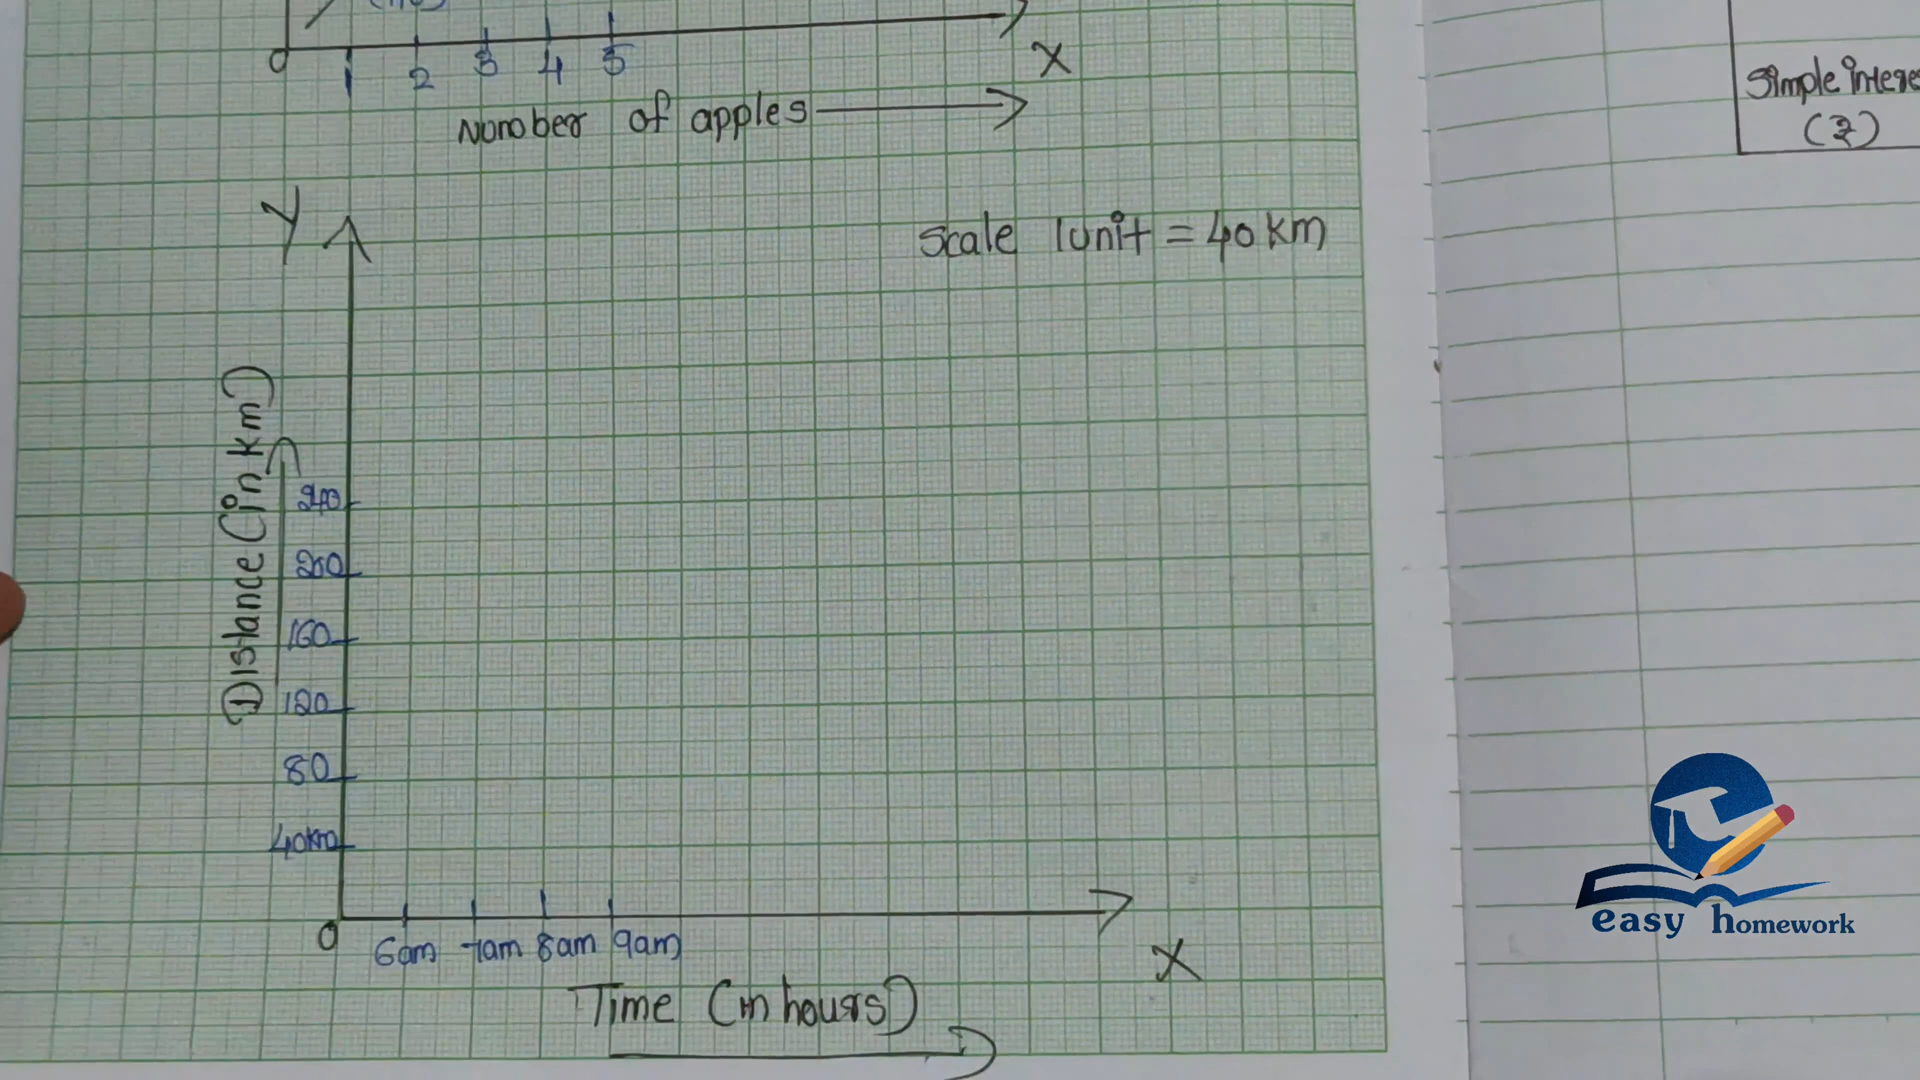 0 1 2 3 4 5
X
Number of apples
Y
Scale 1unit = 40 km
Distance (in km)
240
200
160
120
80
40km
0
6am 7am 8am 9am
X
Time (in hours)
Simple
(₹)
easy homework